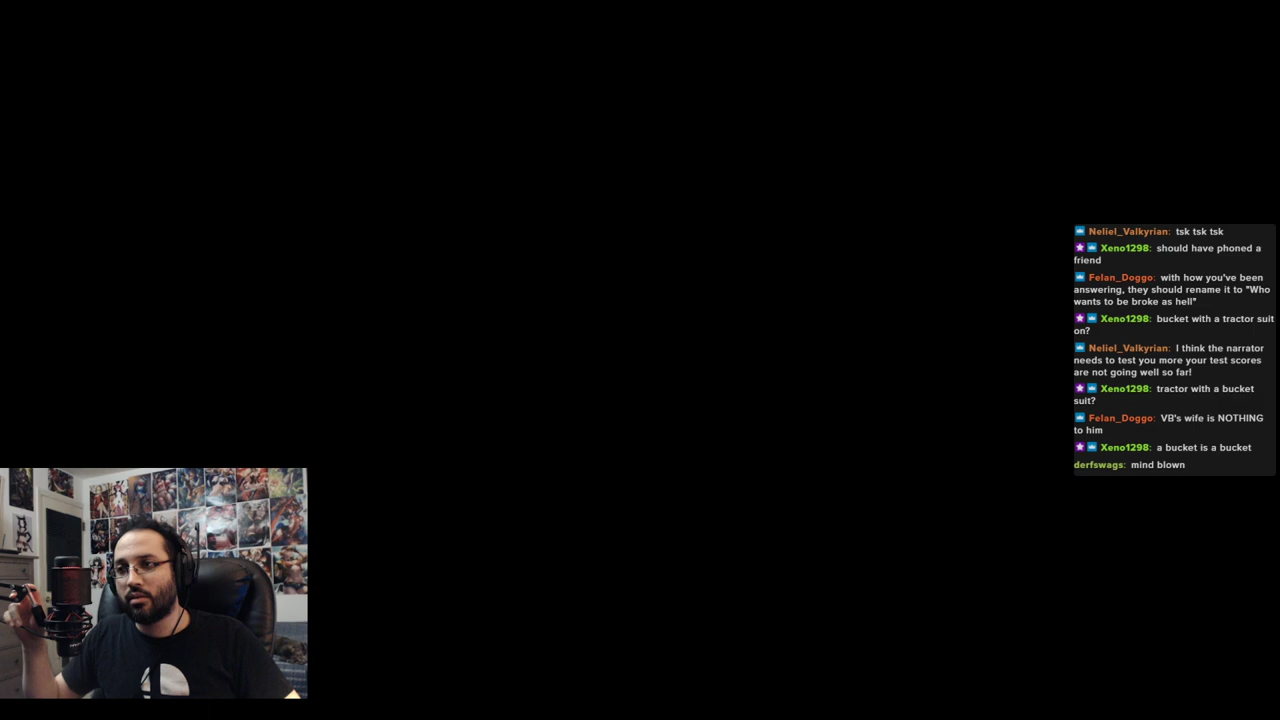 Neliel_Valkyrian: tsk tsk tsk
Xeno1298: should have phoned a
friend
Felan_Doggo: with how you've been
answering, they should rename it to "Who
wants to be broke as hell"
Xeno1298: bucket with a tractor suit
on?
Neliel_Valkyrian: I think the narrator
needs to test you more your test scores
are not going well so far!
Xeno1298: tractor with a bucket
suit?
Felan_Doggo: VB's wife is NOTHING
to him
Xeno1298: a bucket is a bucket
derfswags: mind blown